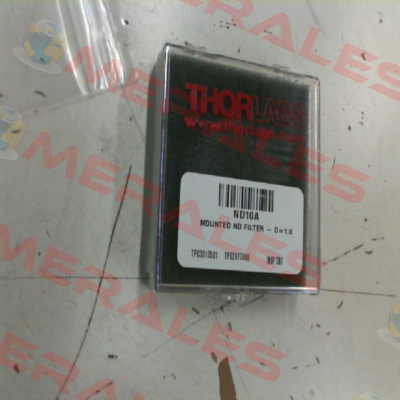 MERALES
THORLABS
www.thorlabs.com
ND10A
MOUNTED ND FILTER - D=1.0
MERALES
MERALES